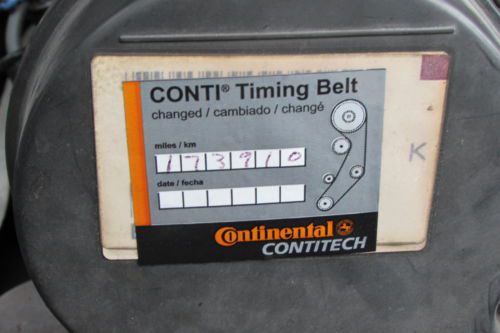 CONTI® Timing Belt
changed / cambiado / changé
miles / km
173910
date / fecha
K
Continental
CONTITECH